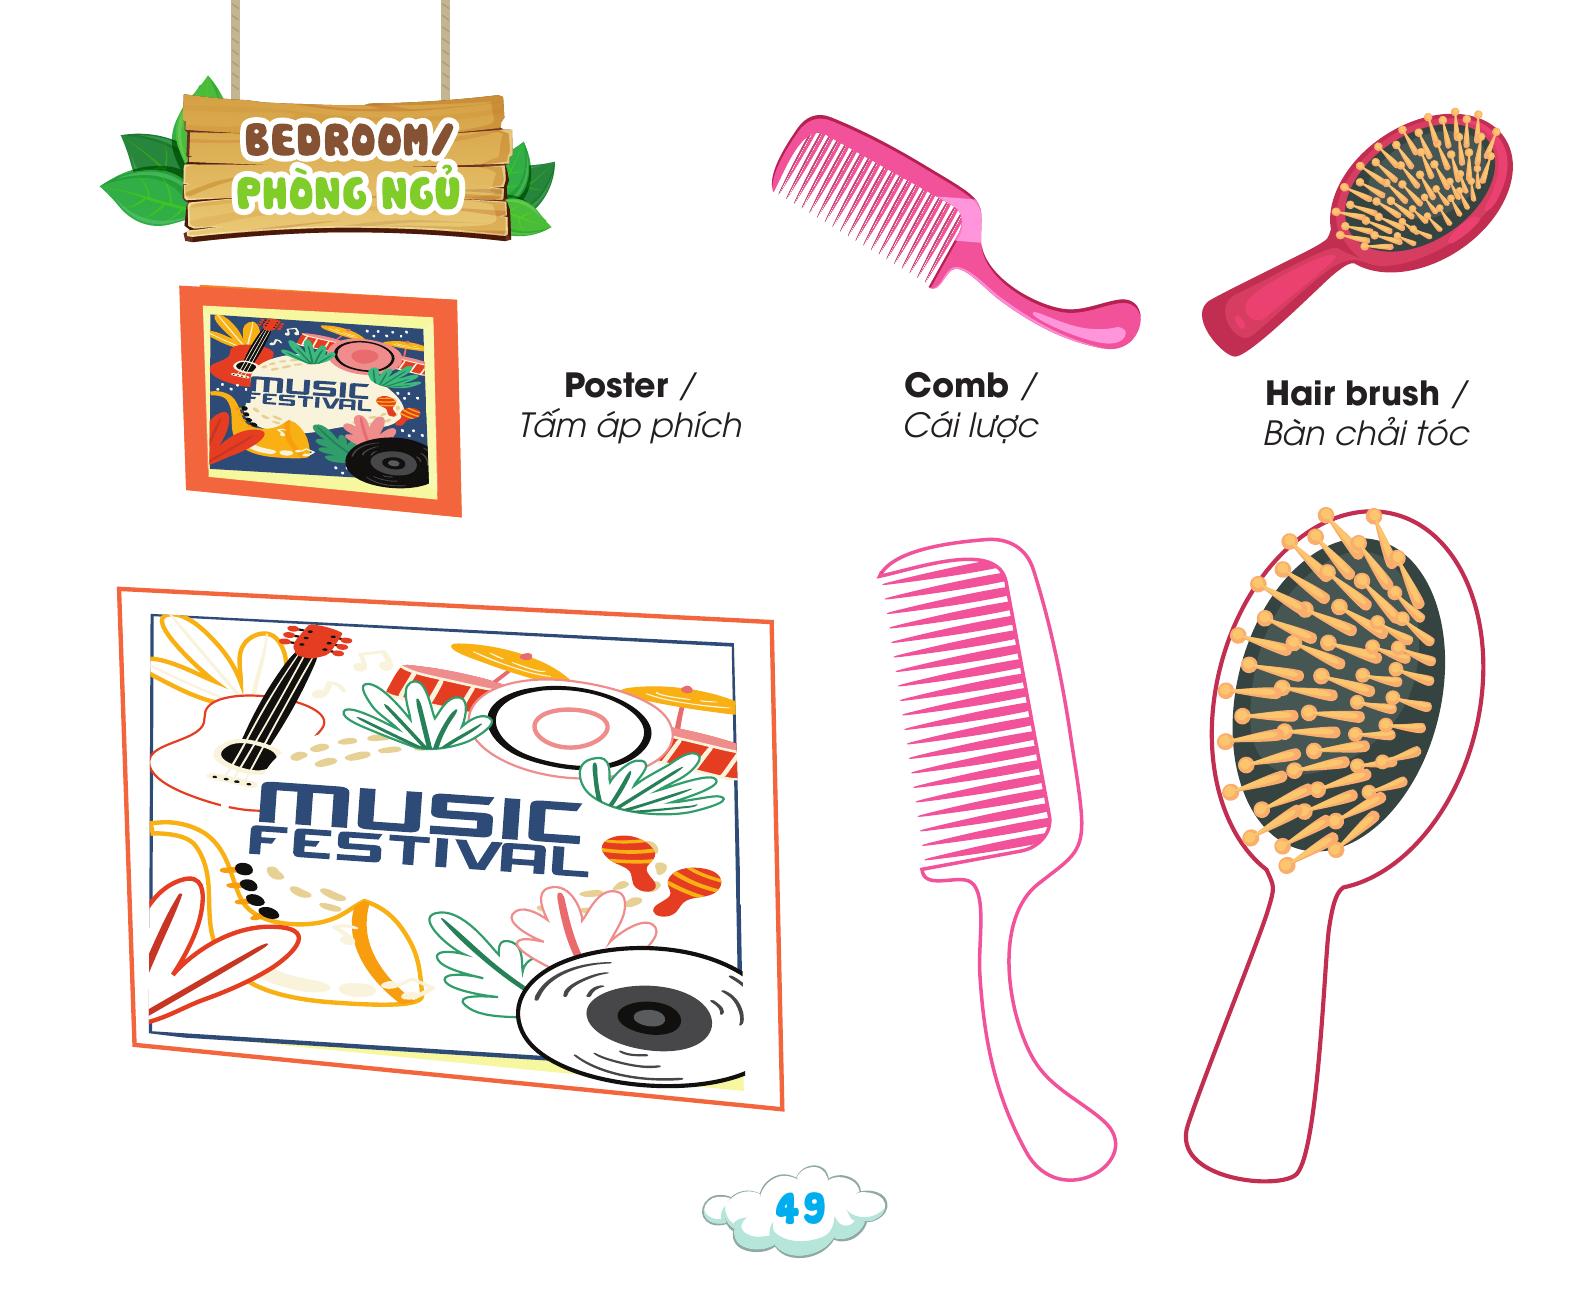 BEDROOM/
PHÒNG NGỦ
MUSIC
FESTIVAL
Poster /
Tấm áp phích
Comb /
Cái lược
Hair brush /
Bàn chải tóc
MUSIC
FESTIVAL
49